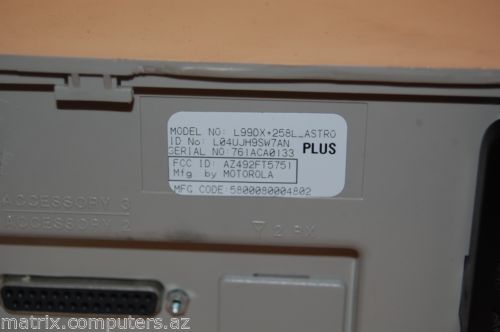 MODEL NO: L99DX+258L_ASTRO
ID No: L04UJH9SW7AN
SERIAL NO: 761ACA0133 PLUS
FCC ID: AZ492FT5751
Mfg by MOTOROLA
MFG CODE: 5800080004802
ACCESSORY 3
ACCESSORY 2
2 RX
matrix.computers.az